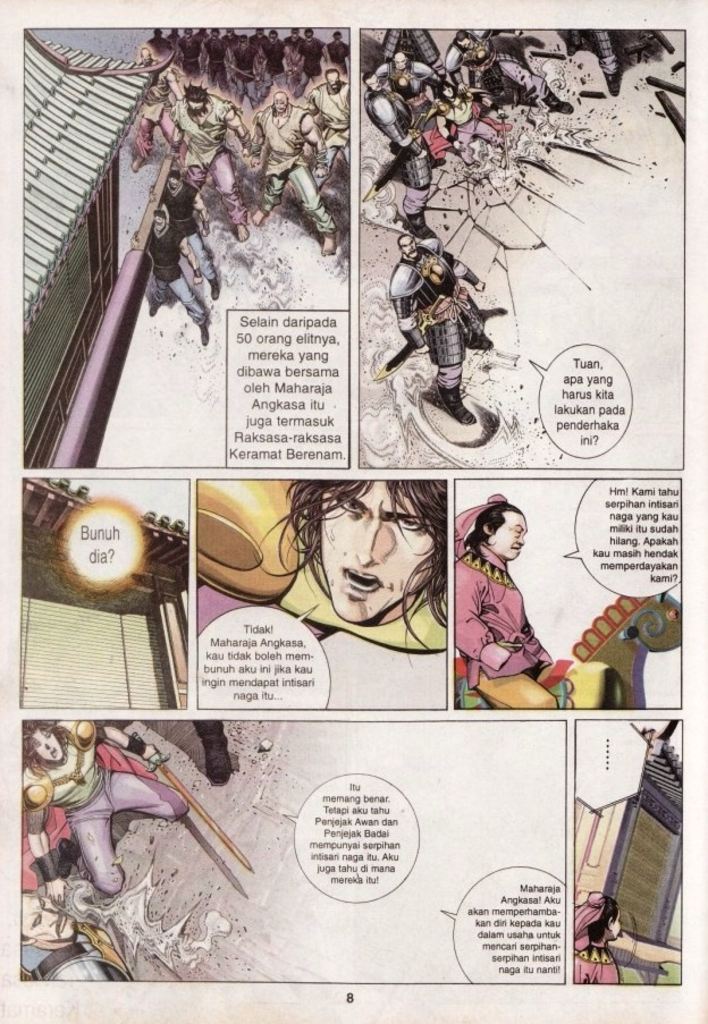 Selain daripada
50 orang elitnya,
mereka yang
dibawa bersama
oleh Maharaja
Angkasa itu
juga termasuk
Raksasa-raksasa
Keramat Berenam.
Tuan,
apa yang
harus kita
lakukan pada
penderhaka
ini?
Bunuh
dia?
Tidak!
Maharaja Angkasa,
kau tidak boleh mem-
bunuh aku ini jika kau
ingin mendapat intisari
naga itu...
Hm! Kami tahu
serpihan intisari
naga yang kau
miliki itu sudah
hilang. Apakah
kau masih hendak
memperdayakan
kami?
Itu
memang benar.
Tetapi aku tahu
Penjejak Awan dan
Penjejak Badai
mempunyai serpihan
intisari naga itu. Aku
juga tahu di mana
mereka itu!
Maharaja
Angkasa! Aku
akan memperhamba-
kan diri kepada kau
dalam usaha untuk
mencari serpihan-
serpihan intisari
naga itu nanti!
......
8